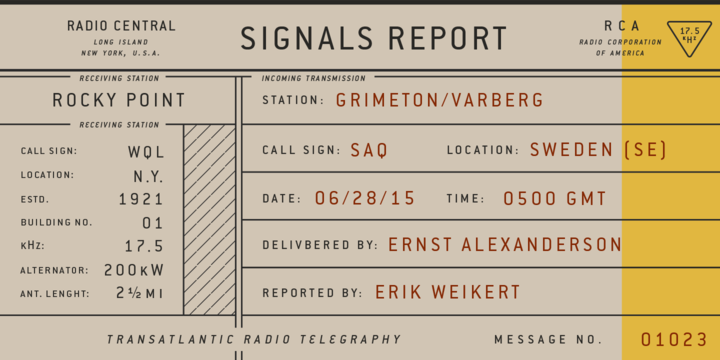 RADIO CENTRAL
LONG ISLAND
NEW YORK, U.S.A.
SIGNALS REPORT
RCA
RADIO CORPORATION
OF AMERICA
17.5
KHZ
RECEIVING STATION
ROCKY POINT
RECEIVING STATION
CALL SIGN: WQL
LOCATION: N.Y.
ESTD. 1921
BUILDING NO. 01
KHZ: 17.5
ALTERNATOR: 200KW
ANT. LENGHT: 2½MI
INCOMING TRANSMISSION
STATION: GRIMETON/VARBERG
CALL SIGN: SAQ LOCATION: SWEDEN (SE)
DATE: 06/28/15 TIME: 0500 GMT
DELIVBERED BY: ERNST ALEXANDERSON
REPORTED BY: ERIK WEIKERT
TRANSATLANTIC RADIO TELEGRAPHY
MESSAGE NO. 01023